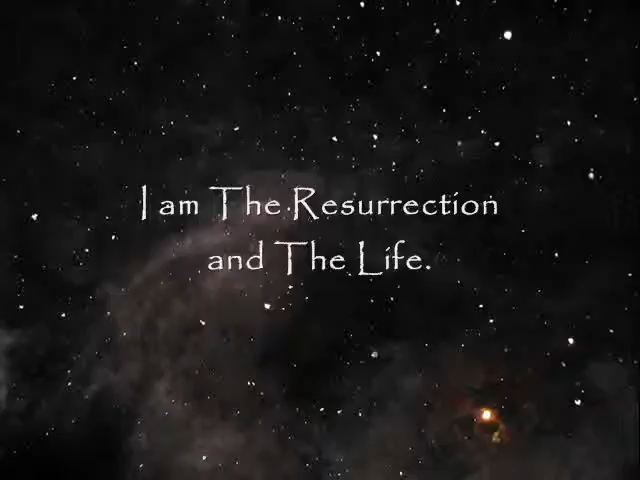 I am The Resurrection
and The Life.